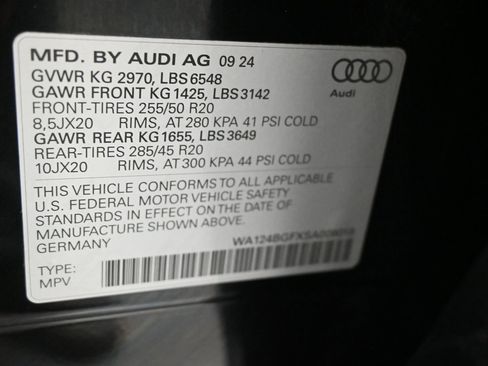 MFD. BY AUDI AG 09 24
GVWR KG 2970, LBS 6548
GAWR FRONT KG 1425, LBS 3142
FRONT-TIRES 255/50 R20
8,5JX20 RIMS, AT 280 KPA 41 PSI COLD
GAWR REAR KG 1655, LBS 3649
REAR-TIRES 285/45 R20
10JX20 RIMS, AT 300 KPA 44 PSI COLD
THIS VEHICLE CONFORMS TO ALL APPLICABLE
U.S. FEDERAL MOTOR VEHICLE SAFETY
STANDARDS IN EFFECT ON THE DATE OF
MANUFACTURE SHOWN ABOVE.
GERMANY
TYPE:
MPV
Audi